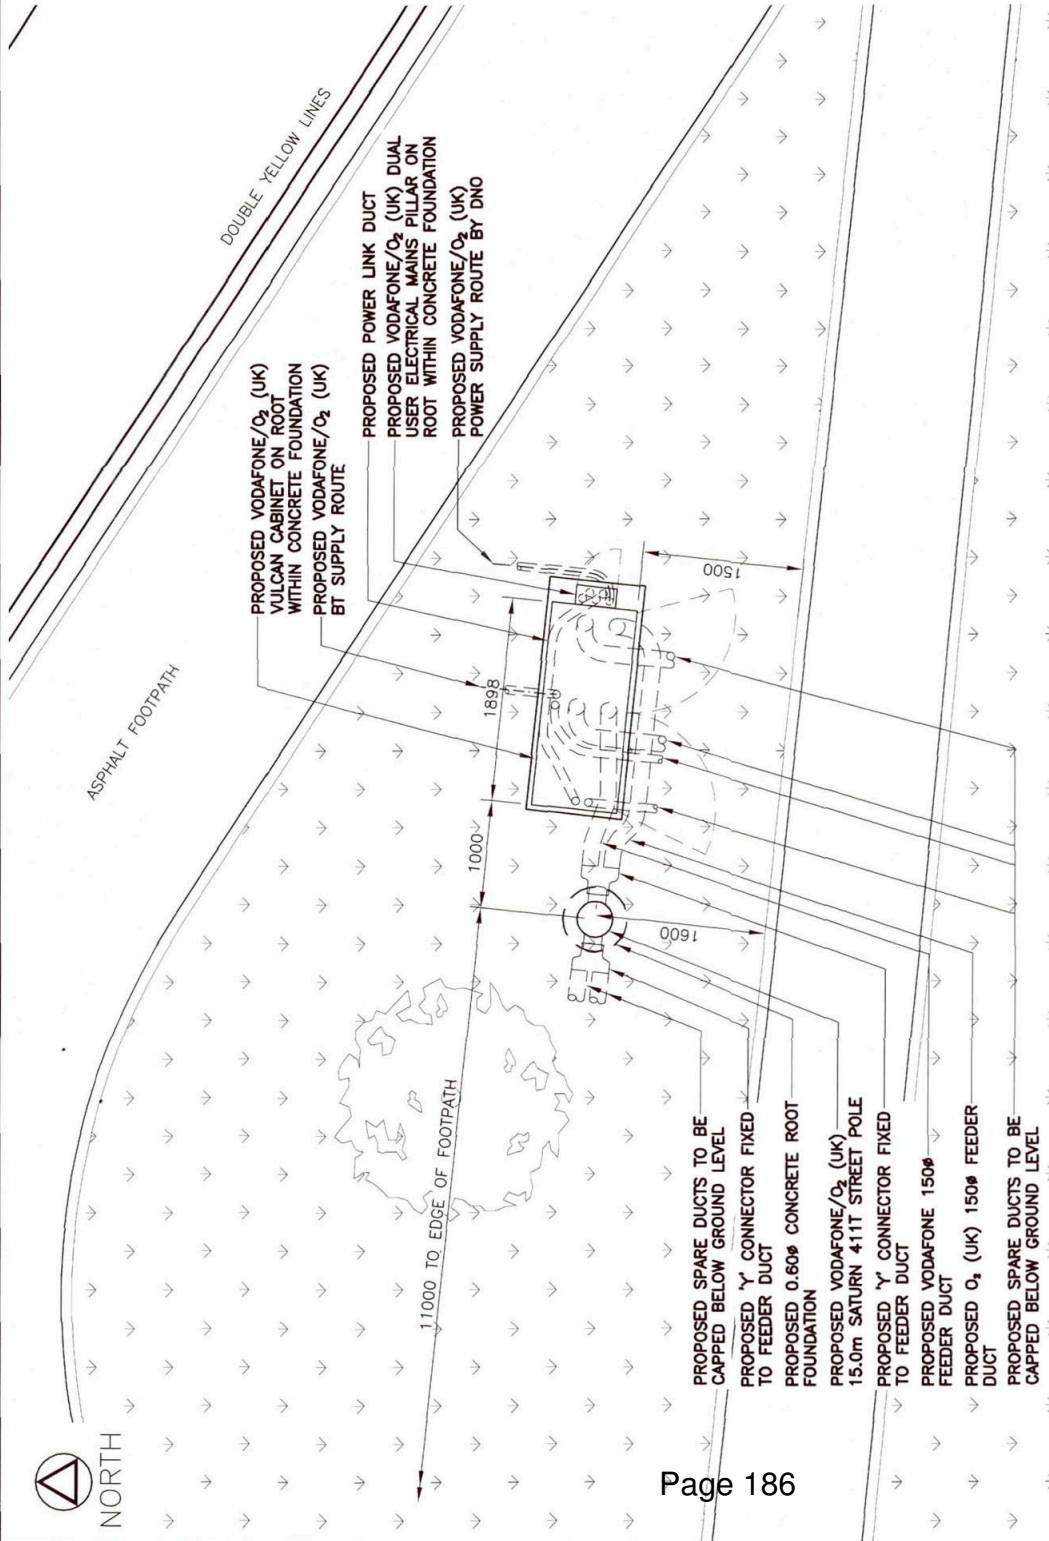 NORTH
ASPHALT FOOTPATH
DOUBLE YELLOW LINES
PROPOSED VODAFONE/O₂ (UK)
VULCAN CABINET ON ROOT
WITHIN CONCRETE FOUNDATION
PROPOSED VODAFONE/O₂ (UK)
BT SUPPLY ROUTE
PROPOSED POWER LINK DUCT
PROPOSED VODAFONE/O₂ (UK) DUAL
USER ELECTRICAL MAINS PILLAR ON
ROOT WITHIN CONCRETE FOUNDATION
PROPOSED VODAFONE/O₂ (UK)
POWER SUPPLY ROUTE BY DNO
11000 TO EDGE OF FOOTPATH
1000
1898
1600
1500
PROPOSED SPARE DUCTS TO BE
CAPPED BELOW GROUND LEVEL
PROPOSED 'Y' CONNECTOR FIXED
TO FEEDER DUCT
PROPOSED 0.60ø CONCRETE ROOT
FOUNDATION
PROPOSED VODAFONE/O₂ (UK)
15.0m SATURN 411T STREET POLE
PROPOSED 'Y' CONNECTOR FIXED
TO FEEDER DUCT
PROPOSED VODAFONE 150ø
FEEDER DUCT
PROPOSED O₂ (UK) 150ø FEEDER
DUCT
PROPOSED SPARE DUCTS TO BE
CAPPED BELOW GROUND LEVEL
Page 186